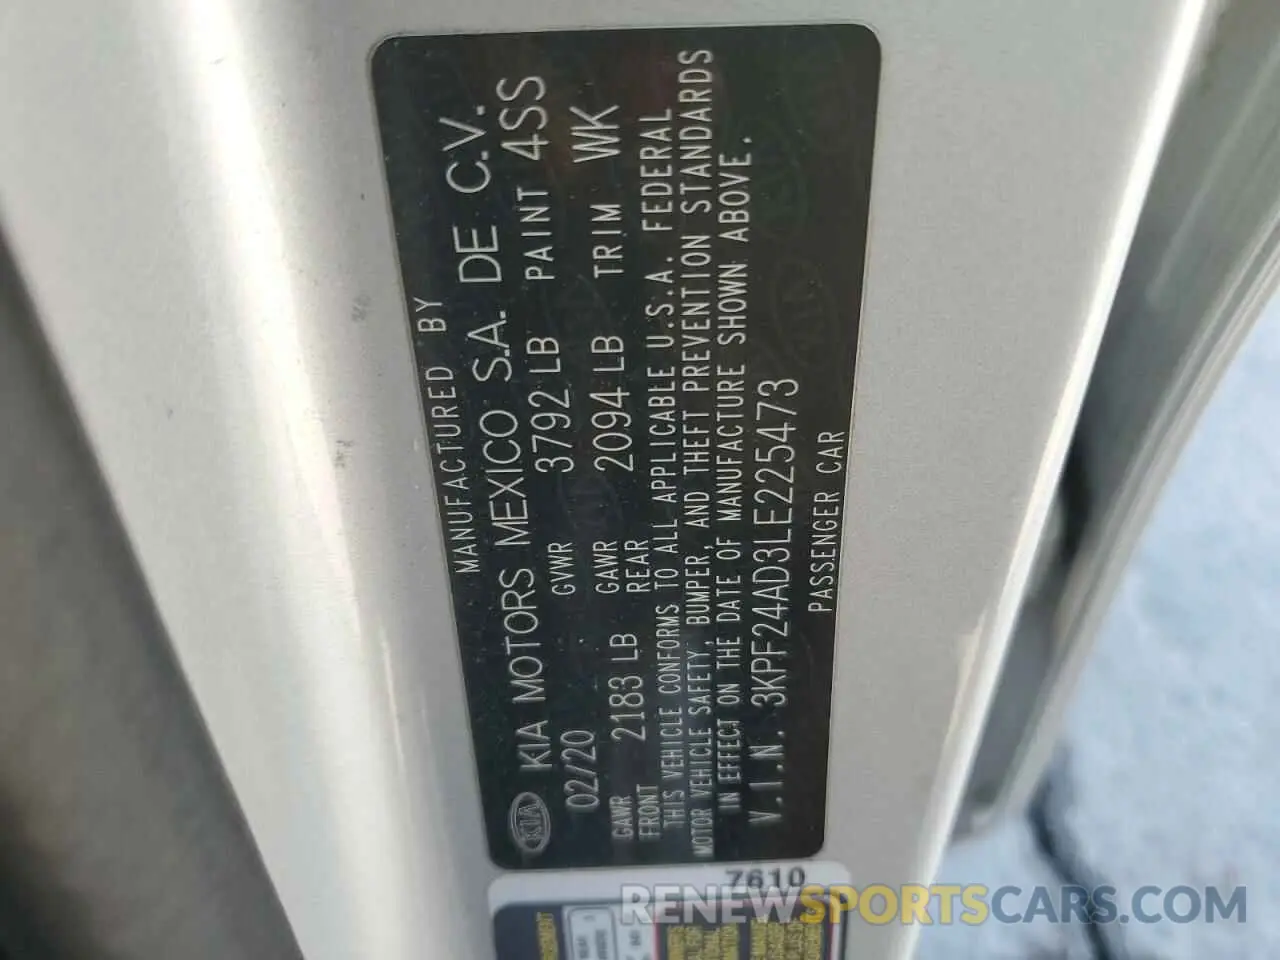 MANUFACTURED BY
KIA KIA MOTORS MEXICO S.A. DE C.V.
02/20 GVWR 3792 LB PAINT 4SS
GAWR FRONT 2183 LB GAWR REAR 2094 LB TRIM WK
THIS VEHICLE CONFORMS TO ALL APPLICABLE U.S.A. FEDERAL
MOTOR VEHICLE SAFETY, BUMPER, AND THEFT PREVENTION STANDARDS
IN EFFECT ON THE DATE OF MANUFACTURE SHOWN ABOVE.
V.I.N. 3KPF24AD3LE225473
PASSENGER CAR
7610
RENEWSPORTSCARS.COM